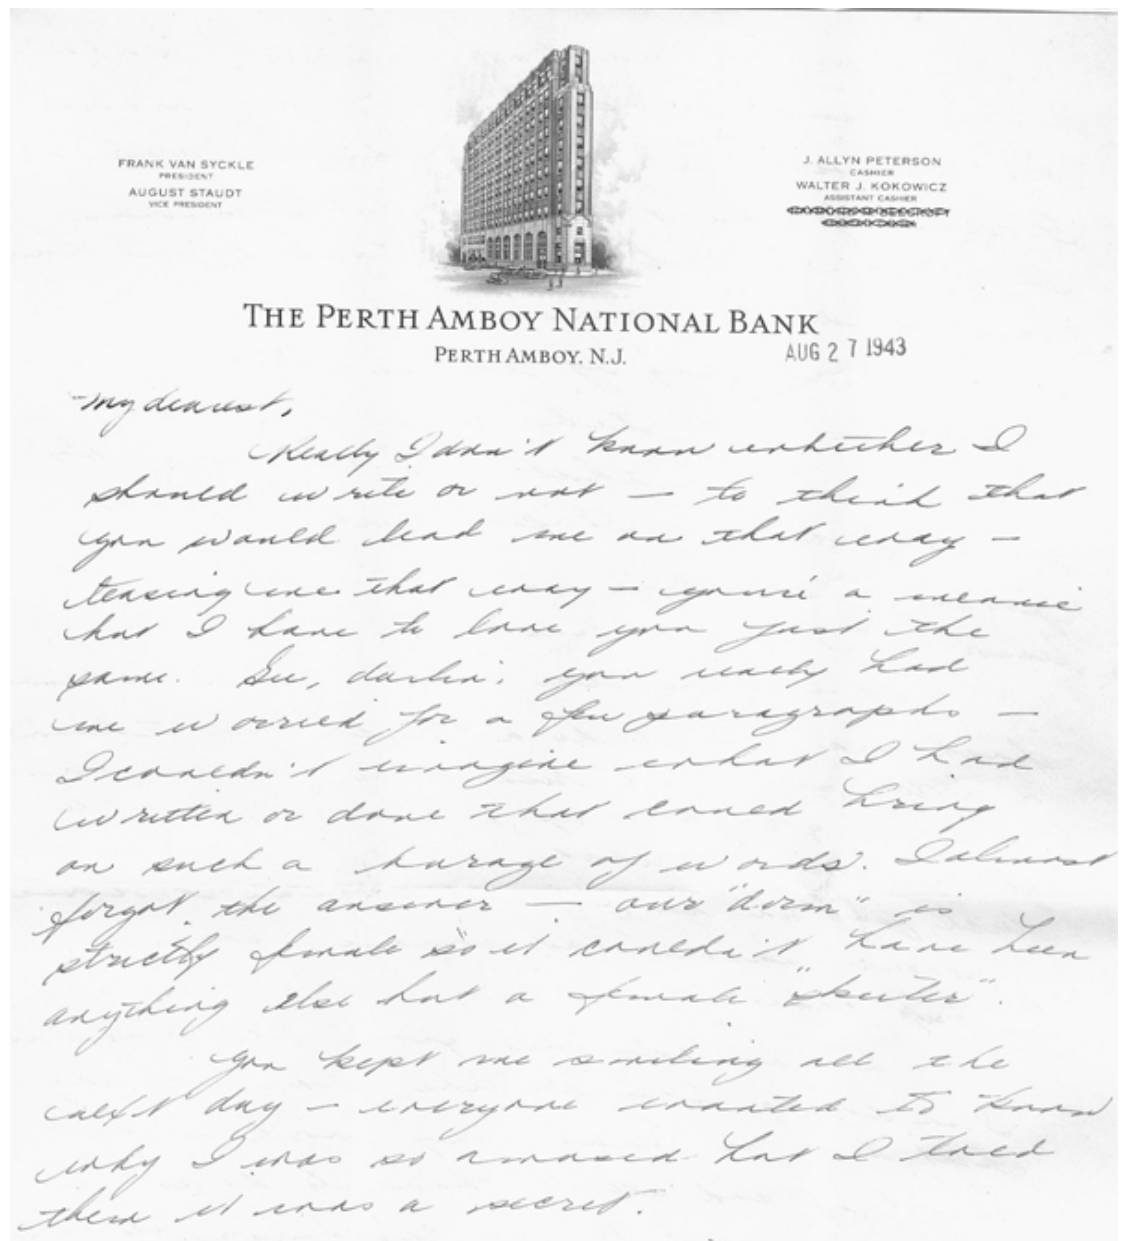 FRANK VAN SYCKLE
PRESIDENT
AUGUST STAUDT
VICE PRESIDENT
J. ALLYN PETERSON
CASHIER
WALTER J. KOKOWICZ
ASSISTANT CASHIER
THE PERTH AMBOY NATIONAL BANK
PERTH AMBOY, N.J.
AUG 27 1943
My dearest,
Really I don't know whether I
should write or not — to think that
you would lead me on that way —
teasing me that way — you're a meanie
but I have to love you just the
same. Gee, darlin', you really had
me worried for a few paragraphs —
I couldn't imagine what I had
written or done that could bring
on such a barage of words. I almost
forgot the answer — our "dorm" is
strictly female so it couldn't have been
anything else but a female "skeeter".
You kept me smiling all the
next day — everyone wanted to know
why I was so amused but I told
them it was a secret.